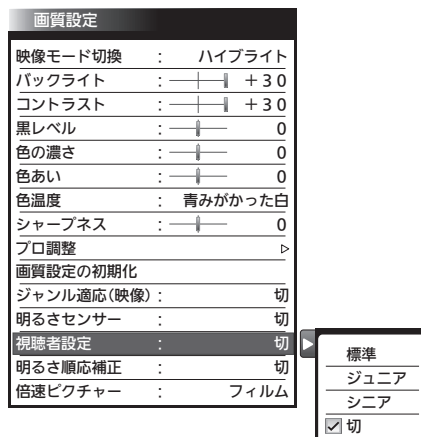 画質設定
映像モード切換 : ハイブライト
バックライト : +30
コントラスト : +30
黒レベル : 0
色の濃さ : 0
色あい : 0
色温度 : 青みがかった白
シャープネス : 0
プロ調整
画質設定の初期化
ジャンル適応(映像) : 切
明るさセンサー : 切
視聴者設定 : 切
明るさ順応補正 : 切
倍速ピクチャー : フィルム
標準
ジュニア
シニア
切